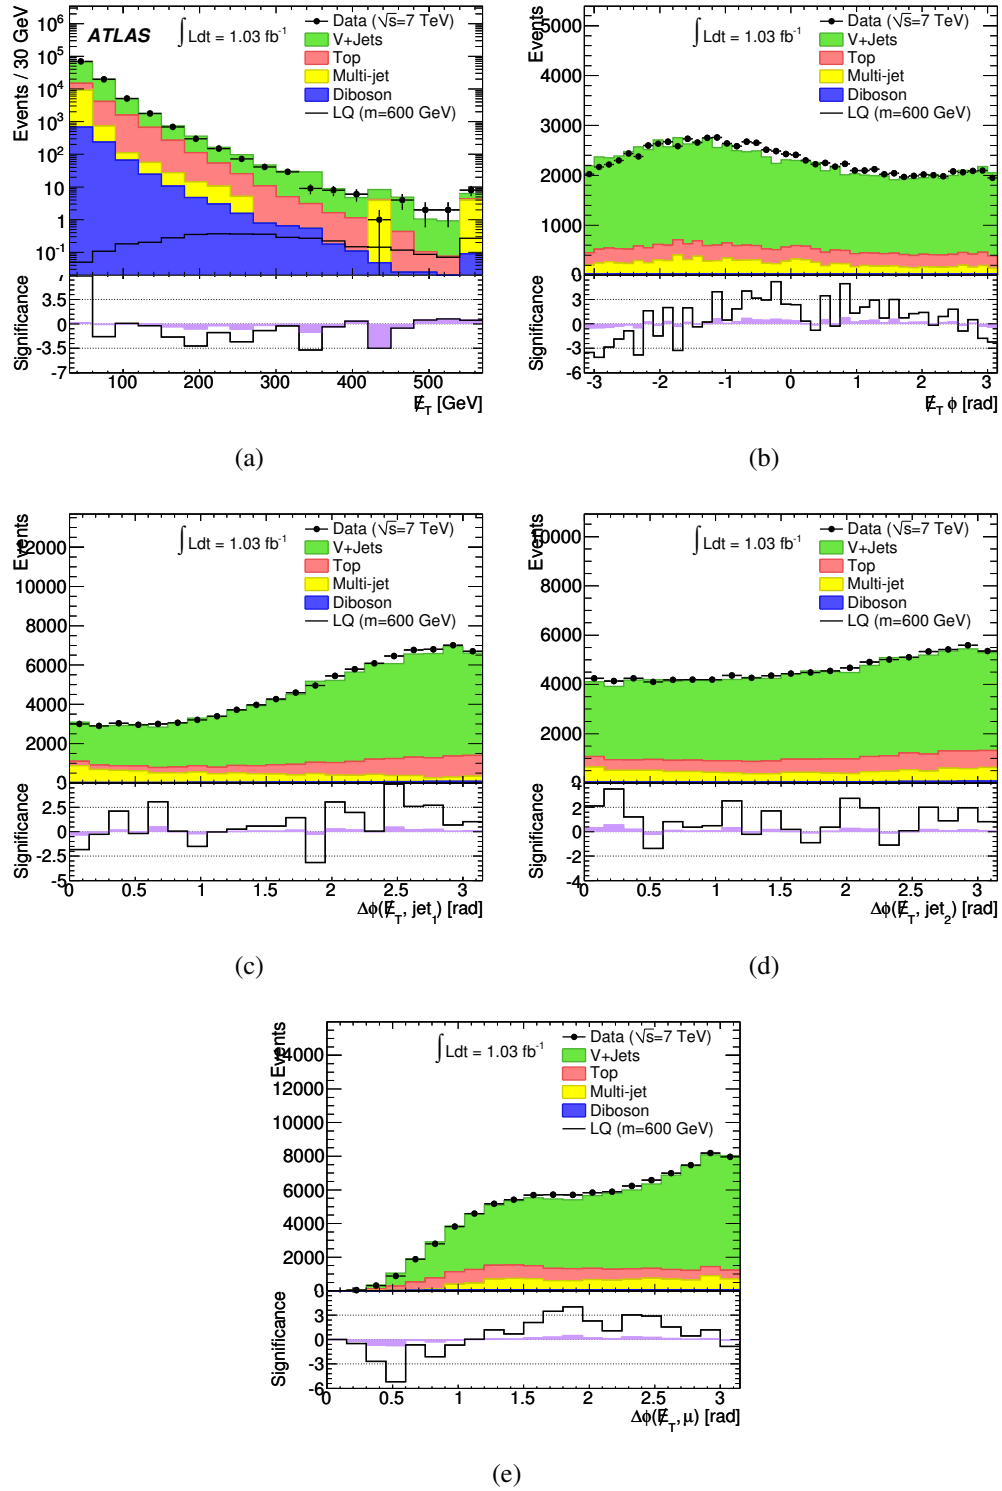 ATLAS
∫ Ldt = 1.03 fb⁻¹
Data (√s=7 TeV)
V+Jets
Top
Multi-jet
Diboson
LQ (m=600 GeV)
Events / 30 GeV
10⁶
10⁵
10⁴
10³
10²
10
1
10⁻¹
Significance
7
3.5
0
-3.5
-7
100 200 300 400 500
E̸_T [GeV]
(a)
∫ Ldt = 1.03 fb⁻¹
Data (√s=7 TeV)
V+Jets
Top
Multi-jet
Diboson
LQ (m=600 GeV)
Events
5000
4000
3000
2000
1000
0
Significance
6
3
0
-3
-6
-3 -2 -1 0 1 2 3
E̸_T ϕ [rad]
(b)
∫ Ldt = 1.03 fb⁻¹
Data (√s=7 TeV)
V+Jets
Top
Multi-jet
Diboson
LQ (m=600 GeV)
Events
12000
10000
8000
6000
4000
2000
0
Significance
5
2.5
0
-2.5
-5
0 0.5 1 1.5 2 2.5 3
Δϕ(E̸_T, jet₁) [rad]
(c)
∫ Ldt = 1.03 fb⁻¹
Data (√s=7 TeV)
V+Jets
Top
Multi-jet
Diboson
LQ (m=600 GeV)
Events
10000
8000
6000
4000
2000
0
Significance
4
2
0
-2
-4
0 0.5 1 1.5 2 2.5 3
Δϕ(E̸_T, jet₂) [rad]
(d)
∫ Ldt = 1.03 fb⁻¹
Data (√s=7 TeV)
V+Jets
Top
Multi-jet
Diboson
LQ (m=600 GeV)
Events
14000
12000
10000
8000
6000
4000
2000
0
Significance
3
0
-3
-6
0 0.5 1 1.5 2 2.5 3
Δϕ(E̸_T, μ) [rad]
(e)